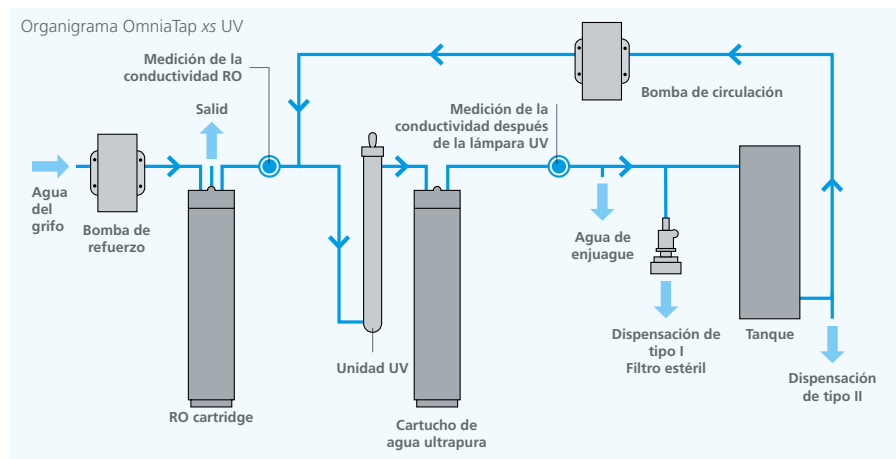 Organigrama OmniaTap xs UV
Medición de la
conductividad RO
Salid
Bomba de circulación
Medición de la
conductividad después
de la lámpara UV
Agua
del
grifo
Bomba de
refuerzo
Agua de
enjuague
Dispensación de
tipo I
Filtro estéril
Tanque
Unidad UV
Dispensación
de tipo II
RO cartridge
Cartucho de
agua ultrapura